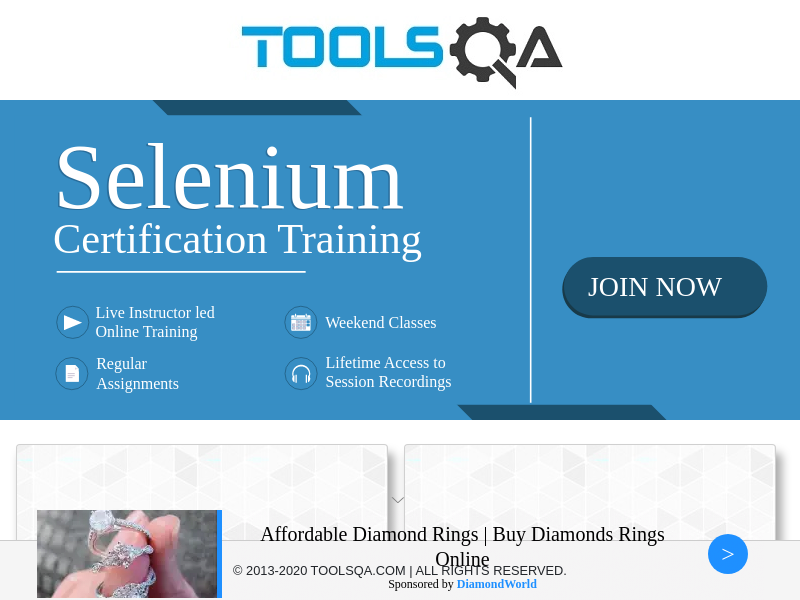 TOOLSQA
Selenium
Certification Training
JOIN NOW
Live Instructor led
Online Training
Weekend Classes
Regular
Assignments
Lifetime Access to
Session Recordings
Affordable Diamond Rings | Buy Diamonds Rings
Online
>
© 2013-2020 TOOLSQA.COM | ALL RIGHTS RESERVED.
Sponsored by DiamondWorld